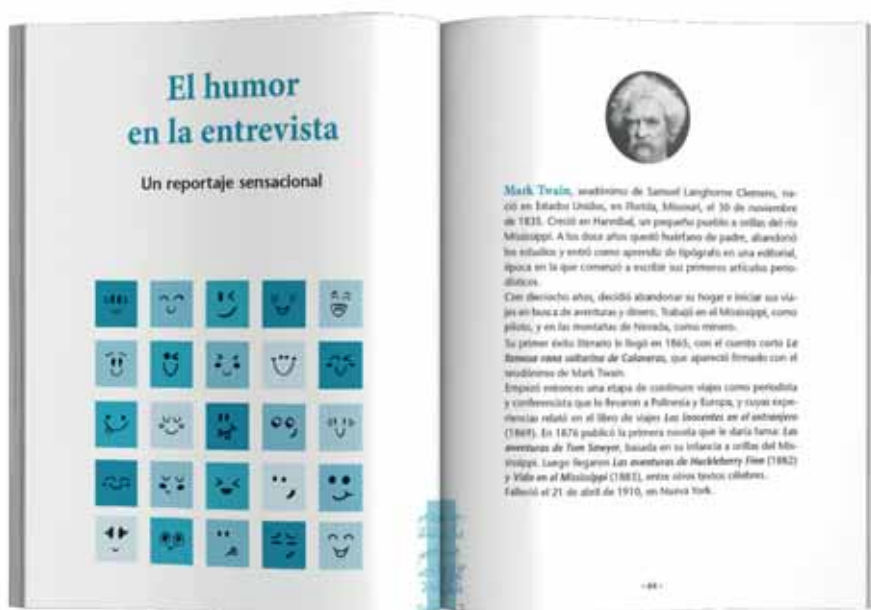 El humor
en la entrevista
Un reportaje sensacional
Mark Twain, seudónimo de Samuel Langhorne Clemens, na-
ció en Estados Unidos, en Florida, Missouri, el 30 de noviembre
de 1835. Creció en Hannibal, un pequeño pueblo a orillas del río
Mississippi. A los doce años quedó huérfano de padre, abandonó
los estudios y entró como aprendiz de tipógrafo en una editorial,
época en la que comenzó a escribir sus primeros artículos perio-
dísticos.
Con dieciocho años, decidió abandonar su hogar e iniciar sus via-
jes en busca de aventuras y dinero. Trabajó en el Mississippi, como
piloto, y en las montañas de Nevada, como minero.
Su primer éxito literario le llegó en 1865, con el cuento corto La
famosa rana saltarina de Calaveras, que apareció firmado con el
seudónimo de Mark Twain.
Empezó entonces una etapa de continuos viajes como periodista
y conferencista que lo llevaron a Polinesia y Europa, y cuyas expe-
riencias relató en el libro de viajes Los inocentes en el extranjero
(1869). En 1876 publicó la primera novela que le daría fama: Las
aventuras de Tom Sawyer, basada en su infancia a orillas del Mis-
sissippi. Luego llegaron Las aventuras de Huckleberry Finn (1882)
y Vida en el Mississippi (1883), entre otros textos célebres.
Falleció el 21 de abril de 1910, en Nueva York.